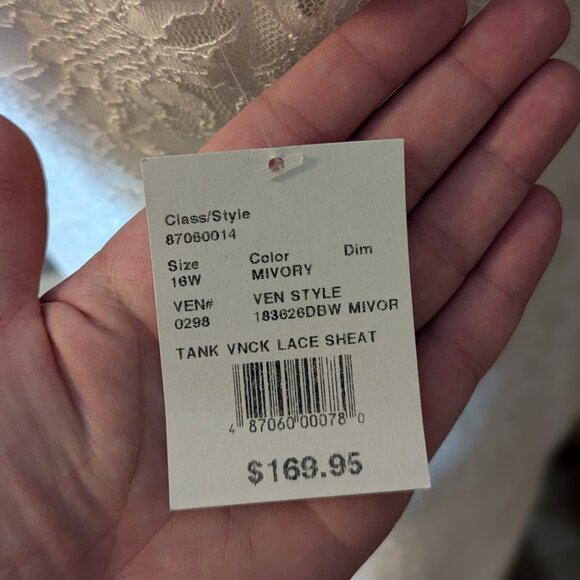 Class/Style
87060014
Size Color Dim
16W MIVORY
VEN# VEN STYLE
0298 183626DBW MIVOR
TANK VNCK LACE SHEAT
4 87060 00078 0
$169.95